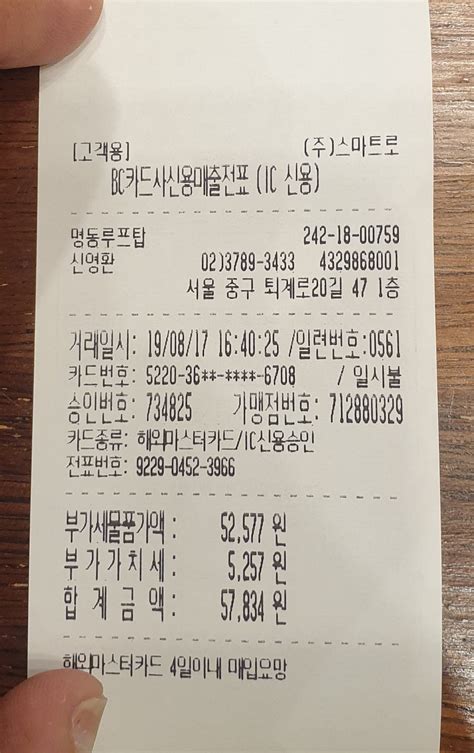 [고객용] (주)스마트로
BC카드사신용매출전표(IC 신용)
명동루프탑 242-18-00759
신영환 02)3789-3433 4329868001
서울 중구 퇴계로20길 47 1층
거래일시: 19/08/17 16:40:25 /일련번호:0561
카드번호: 5220-36**-****-6708 / 일시불
승인번호: 734825 가맹점번호: 712880329
카드종류: 해외마스터카드/IC신용승인
전표번호: 9229-0452-3966
부가세물품가액 : 52,577 원
부 가 가 치 세 : 5,257 원
합 계 금 액 : 57,834 원
해외마스터카드 4일이내 매입요망